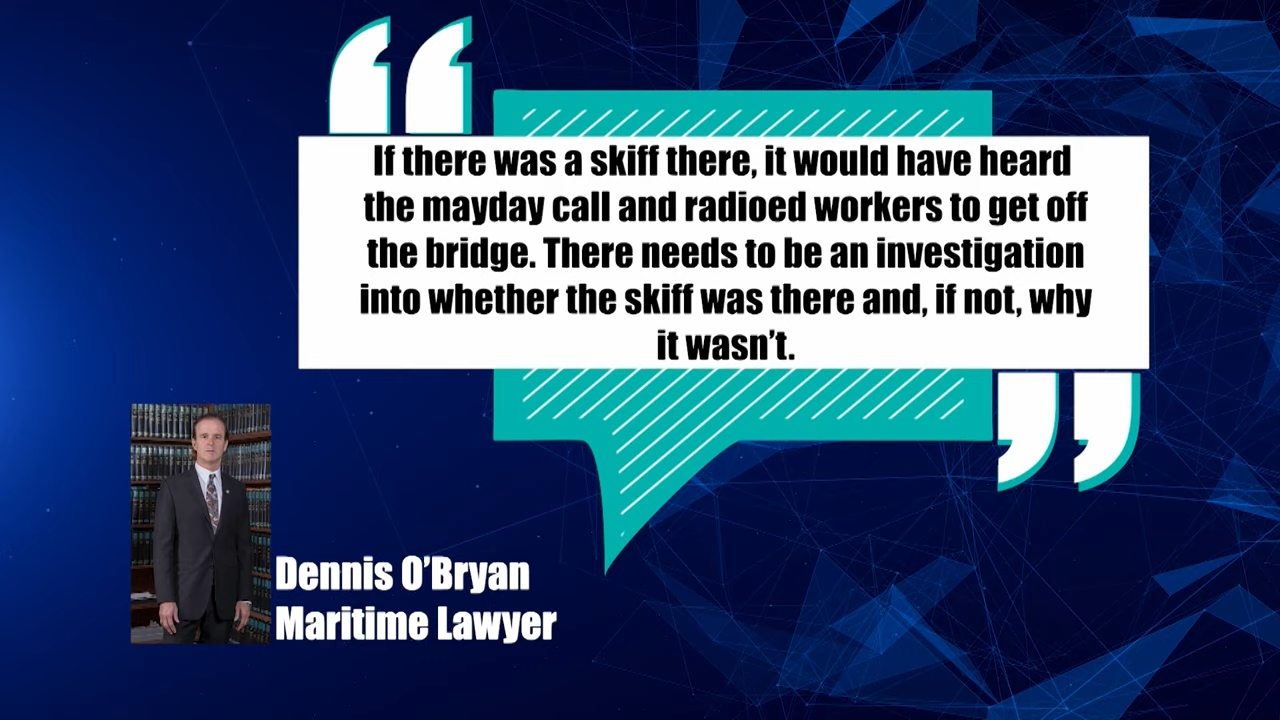 If there was a skiff there, it would have heard
the mayday call and radioed workers to get off
the bridge. There needs to be an investigation
into whether the skiff was there and, if not, why
it wasn’t.
Dennis O’Bryan
Maritime Lawyer